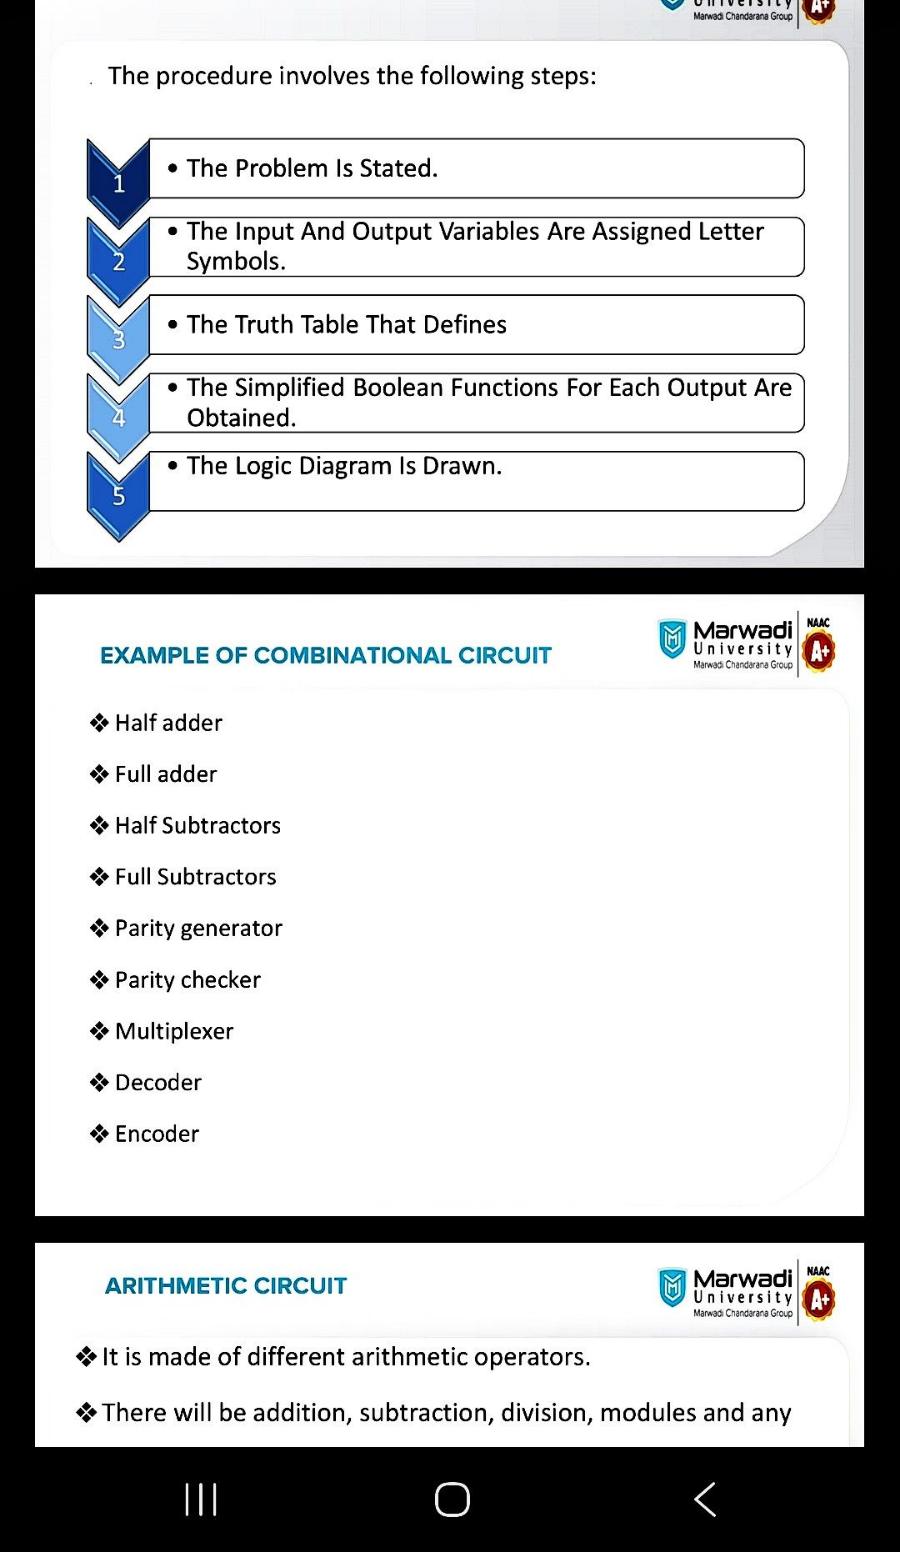 University
Marwadi Chandarana Group
A+
The procedure involves the following steps:
1
• The Problem Is Stated.
2
• The Input And Output Variables Are Assigned Letter
Symbols.
3
• The Truth Table That Defines
4
• The Simplified Boolean Functions For Each Output Are
Obtained.
5
• The Logic Diagram Is Drawn.
EXAMPLE OF COMBINATIONAL CIRCUIT
Marwadi
University
Marwadi Chandarana Group
NAAC
A+
❖ Half adder
❖ Full adder
❖ Half Subtractors
❖ Full Subtractors
❖ Parity generator
❖ Parity checker
❖ Multiplexer
❖ Decoder
❖ Encoder
ARITHMETIC CIRCUIT
Marwadi
University
Marwadi Chandarana Group
NAAC
A+
❖ It is made of different arithmetic operators.
❖ There will be addition, subtraction, division, modules and any